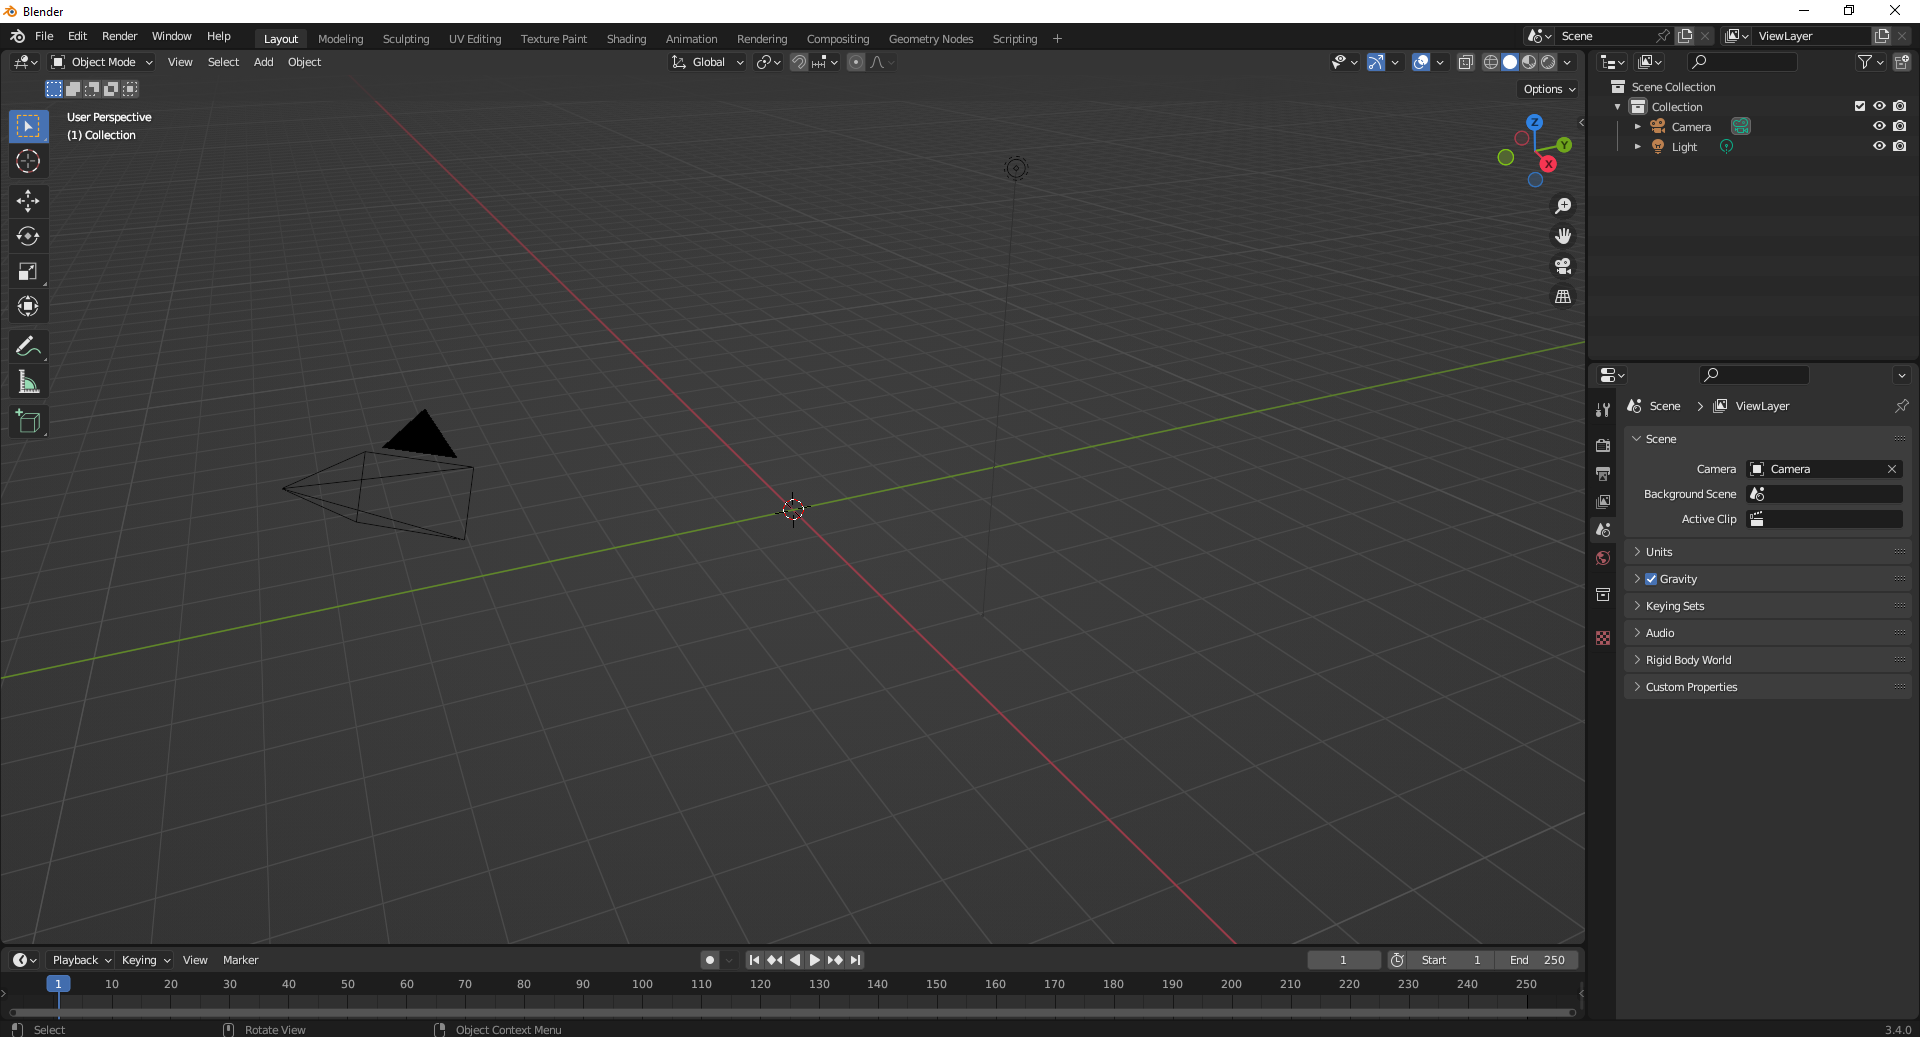 Blender
File Edit Render Window Help Layout Modeling Sculpting UV Editing Texture Paint Shading Animation Rendering Compositing Geometry Nodes Scripting + Scene ViewLayer
Object Mode View Select Add Object Global
Options
User Perspective
(1) Collection
Z
Y
X
Scene Collection
Collection
Camera
Light
Scene > ViewLayer
Scene
Camera Camera
Background Scene
Active Clip
Units
Gravity
Keying Sets
Audio
Rigid Body World
Custom Properties
Playback Keying View Marker 1 Start 1 End 250
1 10 20 30 40 50 60 70 80 90 100 110 120 130 140 150 160 170 180 190 200 210 220 230 240 250
Select Rotate View Object Context Menu 3.4.0